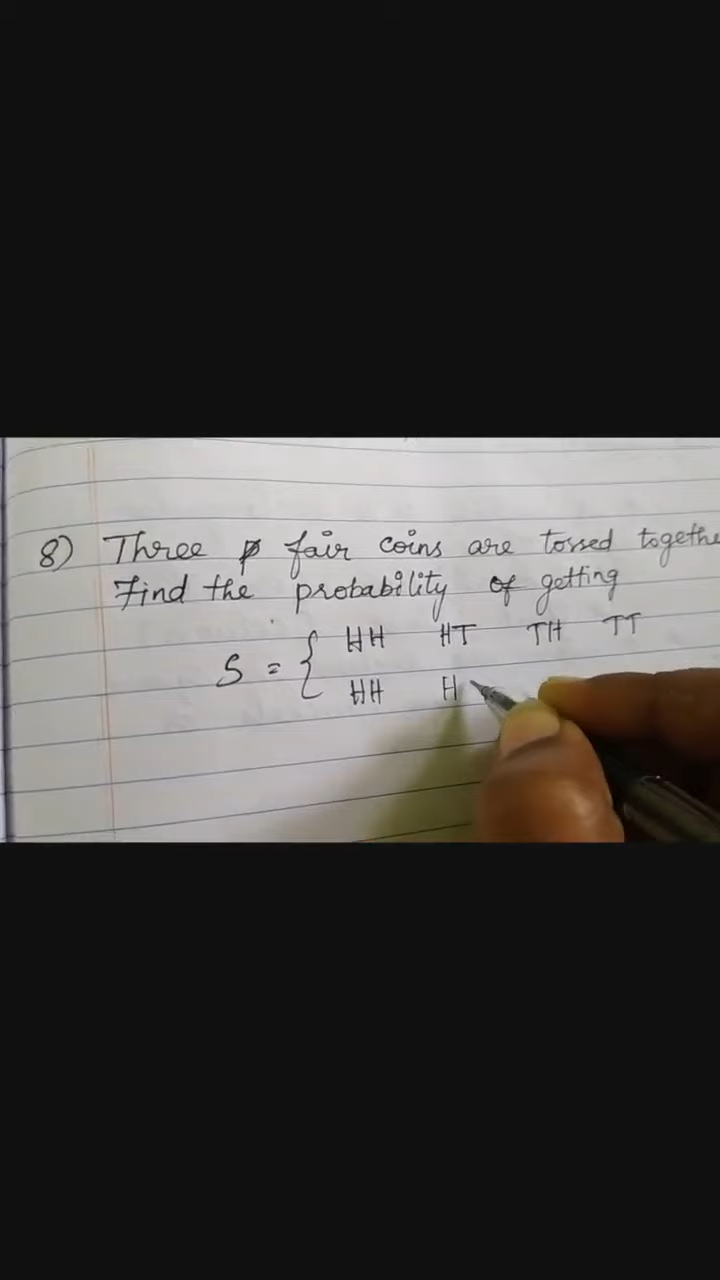 8) Three fair coins are tossed togethe
Find the probability of getting
S = { HH HT TH TT
HH H